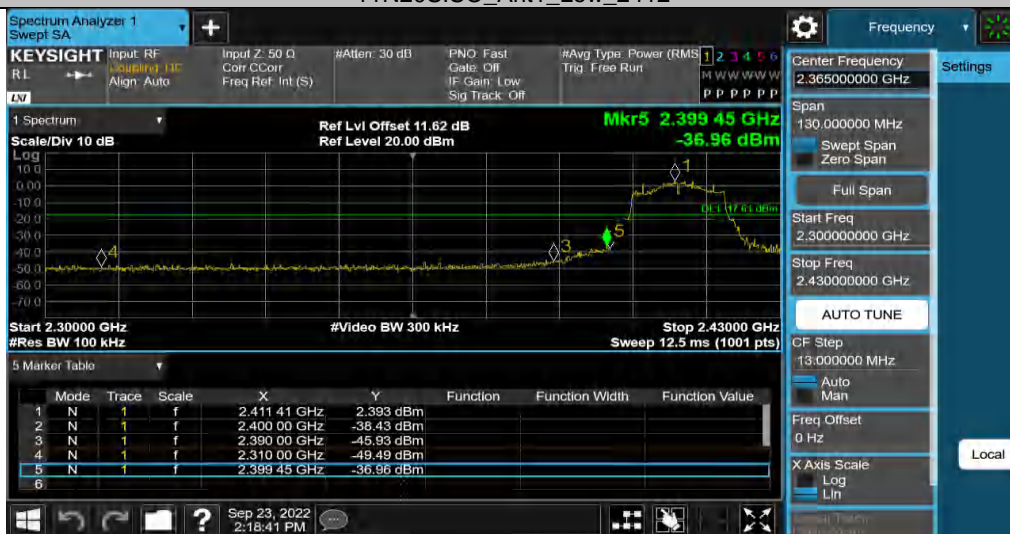 11N20SISO_Ant1_Low_2412
Spectrum Analyzer 1
Swept SA
Frequency
KEYSIGHT
RL
LXI
Input: RF
Coupling: DC
Align: Auto
Input Z: 50 Ω
Corr CCorr
Freq Ref: Int (S)
#Atten: 30 dB
PNO: Fast
Gate: Off
IF Gain: Low
Sig Track: Off
#Avg Type: Power (RMS
Trig: Free Run
1 2 3 4 5 6
M W W W W W
P P P P P P
1 Spectrum
Scale/Div 10 dB
Ref Lvl Offset 11.62 dB
Ref Level 20.00 dBm
Mkr5 2.399 45 GHz
-36.96 dBm
Log
10.0
0.00
-10.0
-20.0
-30.0
-40.0
-50.0
-60.0
-70.0
1
3
4
5
DL1 -17.61 dBm
Start 2.30000 GHz
#Res BW 100 kHz
#Video BW 300 kHz
Stop 2.43000 GHz
Sweep 12.5 ms (1001 pts)
5 Marker Table
Mode Trace Scale X Y Function Function Width Function Value
1 N 1 f 2.411 41 GHz 2.393 dBm
2 N 1 f 2.400 00 GHz -38.43 dBm
3 N 1 f 2.390 00 GHz -45.93 dBm
4 N 1 f 2.310 00 GHz -49.49 dBm
5 N 1 f 2.399 45 GHz -36.96 dBm
6
?
Sep 23, 2022
2:18:41 PM
Center Frequency
2.365000000 GHz
Span
130.000000 MHz
Swept Span
Zero Span
Full Span
Start Freq
2.300000000 GHz
Stop Freq
2.430000000 GHz
AUTO TUNE
CF Step
13.000000 MHz
Auto
Man
Freq Offset
0 Hz
X Axis Scale
Log
Lin
Settings
Local